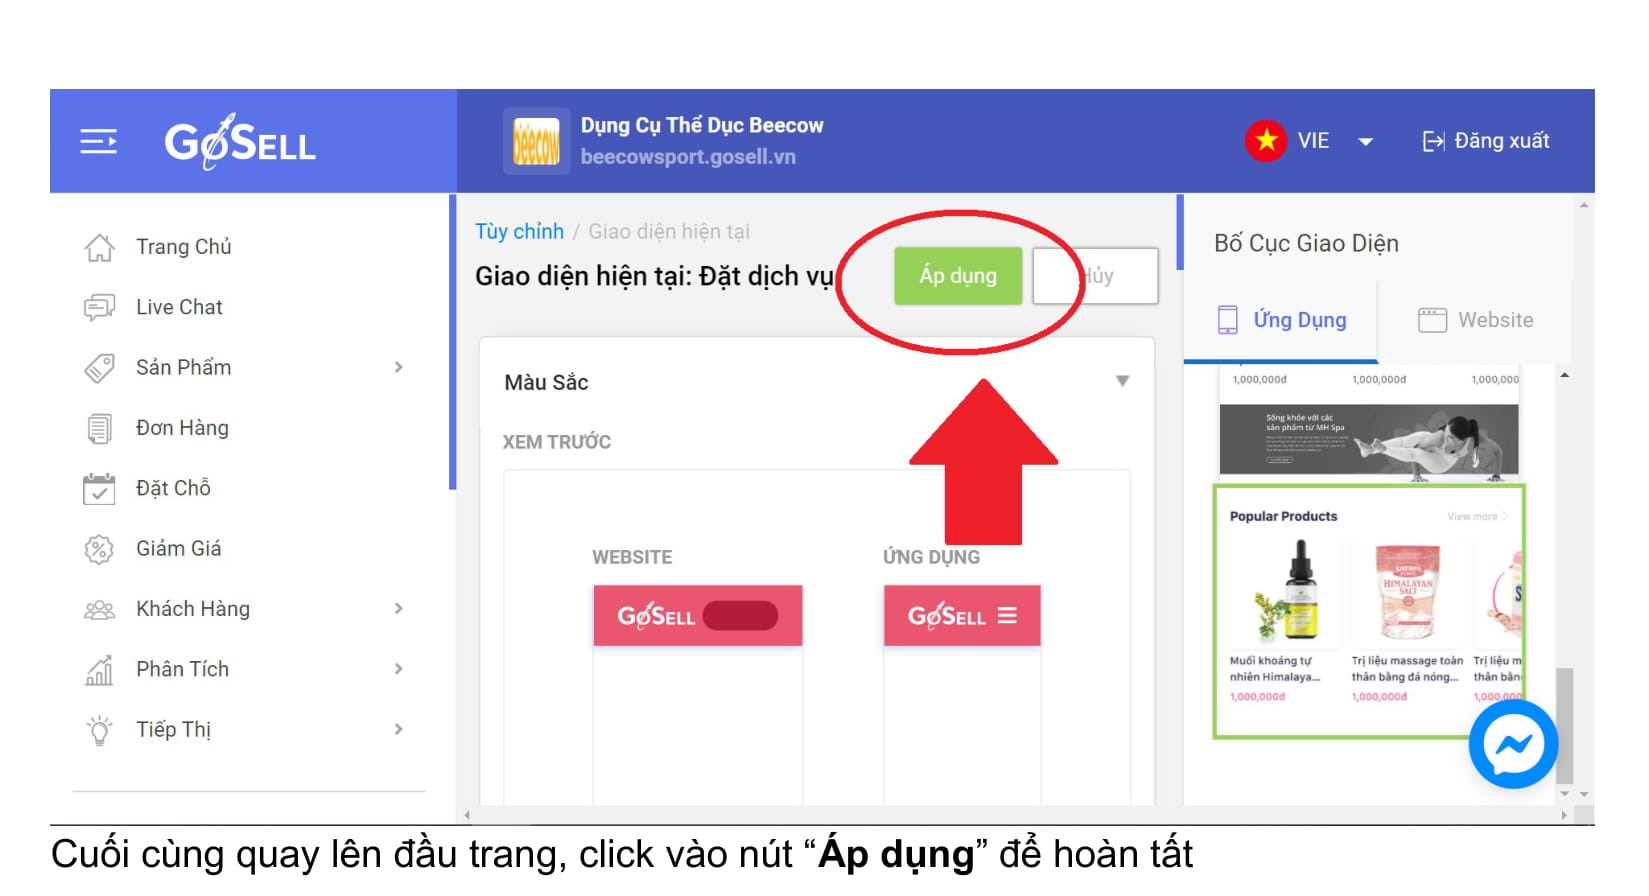 GoSELL
beecow
Dụng Cụ Thể Dục Beecow
beecowsport.gosell.vn
VIE
Đăng xuất
Trang Chủ
Live Chat
Sản Phẩm
Đơn Hàng
Đặt Chỗ
Giảm Giá
Khách Hàng
Phân Tích
Tiếp Thị
Tùy chỉnh / Giao diện hiện tại
Giao diện hiện tại: Đặt dịch vụ
Áp dụng
Hủy
Màu Sắc
XEM TRƯỚC
WEBSITE
ỨNG DỤNG
GoSELL
GoSELL
Bố Cục Giao Diện
Ứng Dụng
Website
1,000,000đ 1,000,000đ 1,000,000
Sống khỏe với các
sản phẩm từ MH Spa
Popular Products
View more
HIMALAYAN
SALT
Muối khoáng tự
nhiên Himalaya...
1,000,000đ
Trị liệu massage toàn
thân bằng đá nóng...
1,000,000đ
Trị liệu m
thân bằn
1,000,000
Cuối cùng quay lên đầu trang, click vào nút “Áp dụng” để hoàn tất